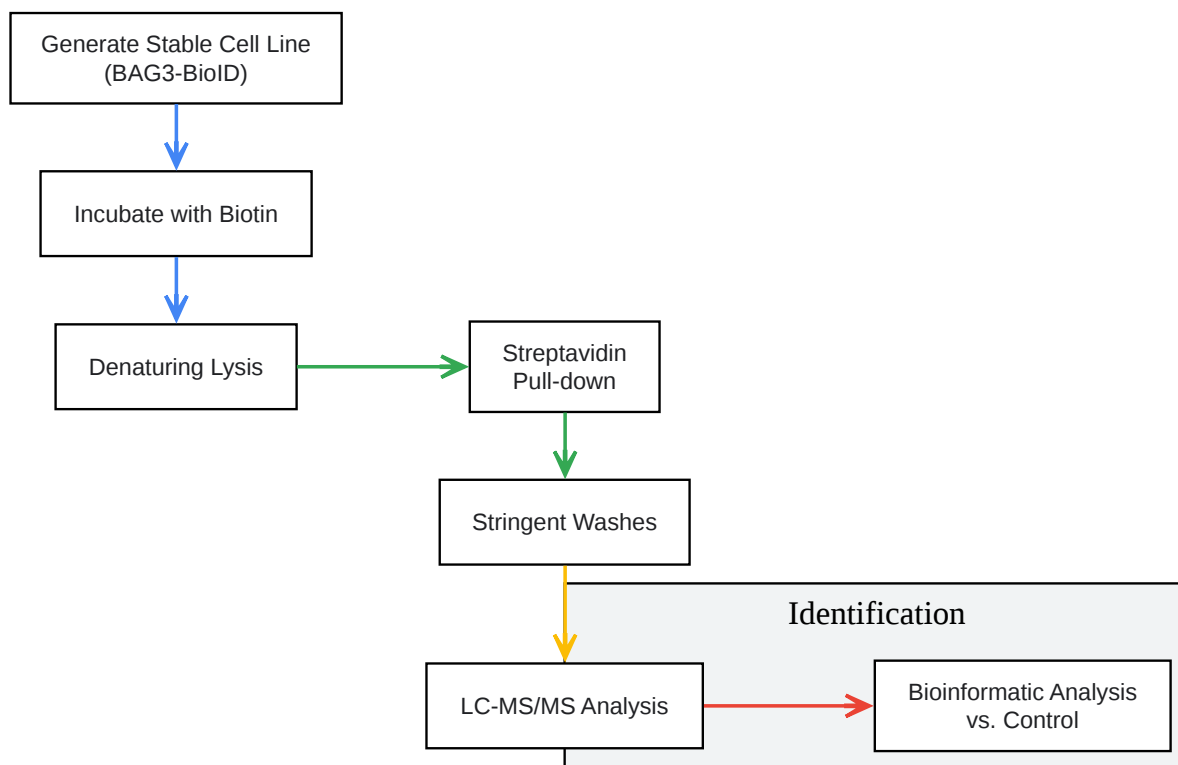 Generate Stable Cell Line
(BAG3-BioID)
Incubate with Biotin
Denaturing Lysis
Streptavidin
Pull-down
Stringent Washes
Identification
LC-MS/MS Analysis
Bioinformatic Analysis
vs. Control